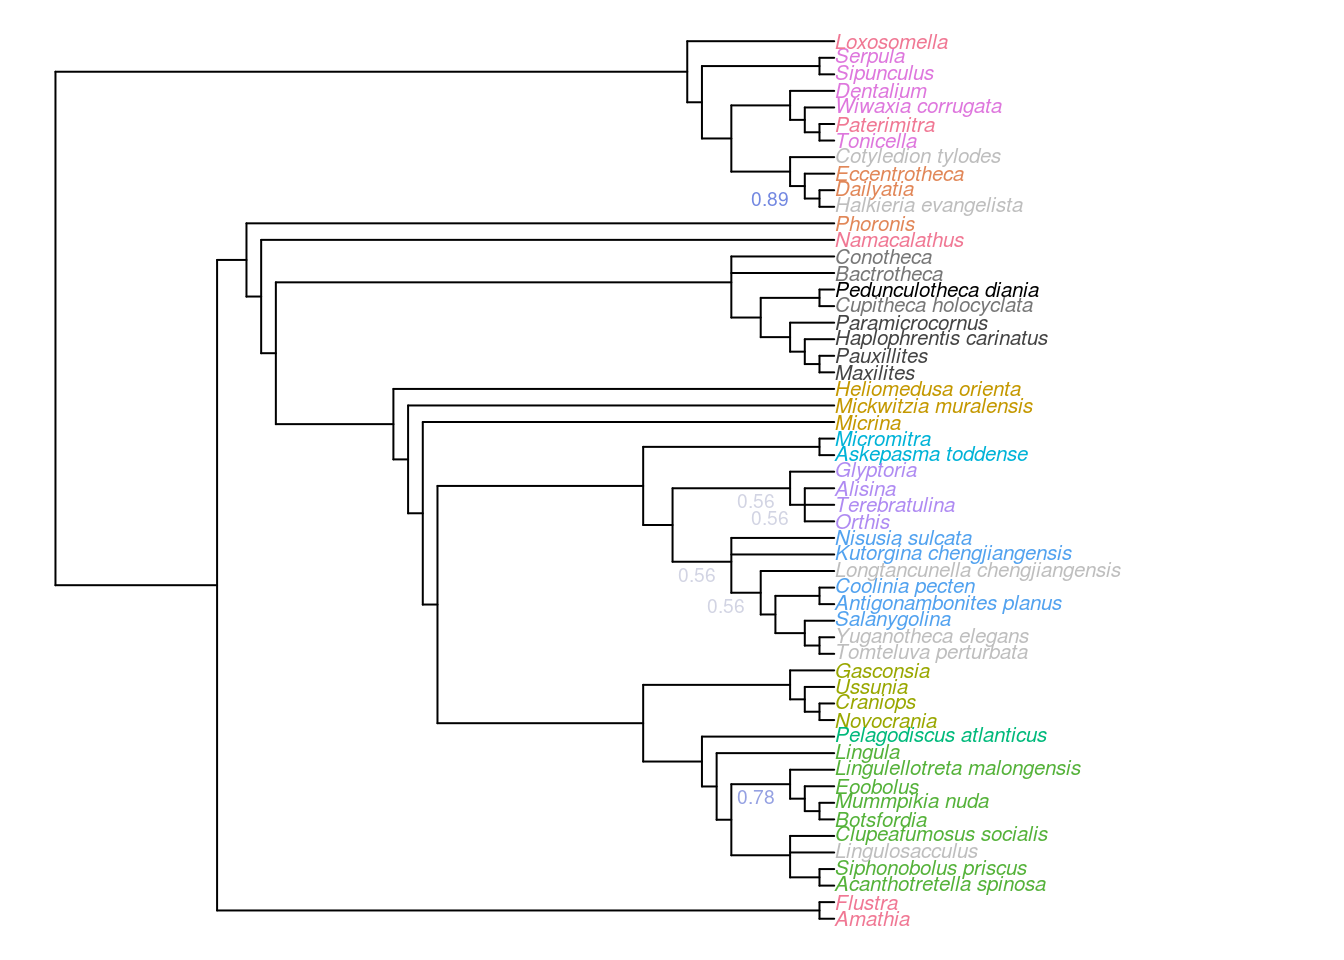 Loxosomella
Serpula
Sipunculus
Dentalium
Wiwaxia corrugata
Paterimitra
Tonicella
Cotyledion tylodes
Eccentrotheca
Dailyatia
0.89
Halkieria evangelista
Phoronis
Namacalathus
Conotheca
Bactrotheca
Pedunculotheca diania
Cupitheca holocyclata
Paramicrocornus
Haplophrentis carinatus
Pauxillites
Maxilites
Heliomedusa orienta
Mickwitzia muralensis
Micrina
Micromitra
Askepasma toddense
Glyptoria
Alisina
0.56
Terebratulina
0.56
Orthis
Nisusia sulcata
Kutorgina chengjiangensis
Longtancunella chengjiangensis
0.56
Coolinia pecten
Antigonambonites planus
0.56
Salanygolina
Yuganotheca elegans
Tomteluva perturbata
Gasconsia
Ussunia
Craniops
Novocrania
Pelagodiscus atlanticus
Lingula
Lingulellotreta malongensis
Eoobolus
0.78
Mummpikia nuda
Botsfordia
Clupeafumosus socialis
Lingulosacculus
Siphonobolus priscus
Acanthotretella spinosa
Flustra
Amathia